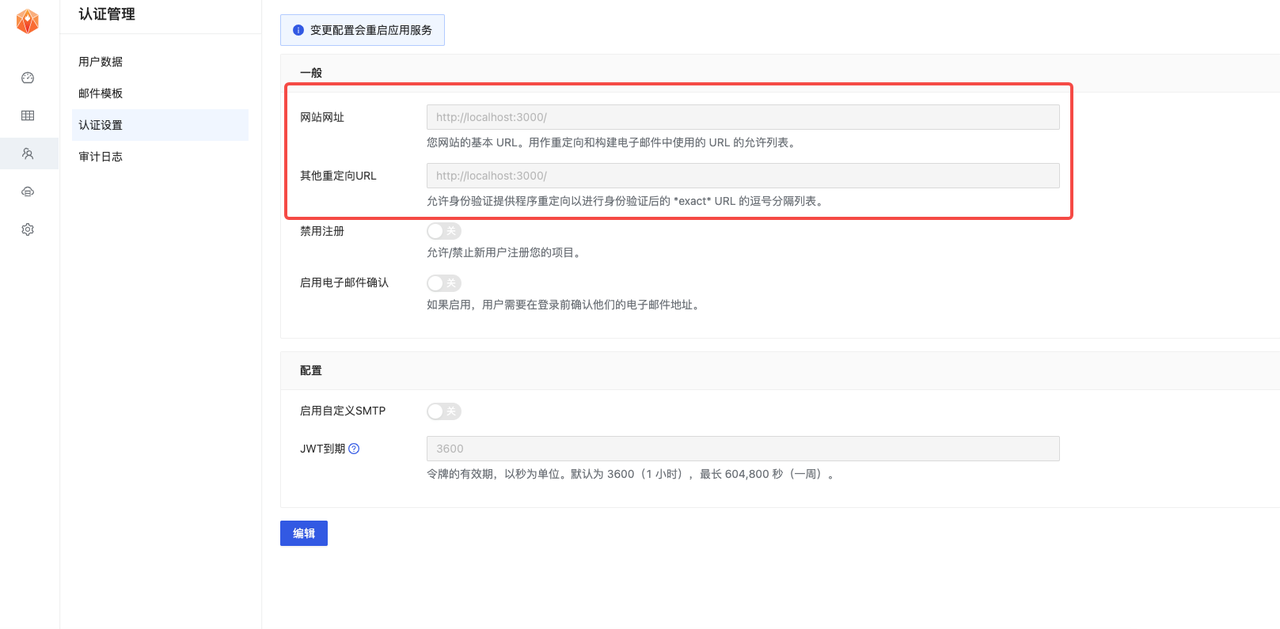 认证管理
用户数据
邮件模板
认证设置
审计日志
变更配置会重启应用服务
一般
网站网址
http://localhost:3000/
您网站的基本 URL。用作重定向和构建电子邮件中使用的 URL 的允许列表。
其他重定向URL
http://localhost:3000/
允许身份验证提供程序重定向以进行身份验证后的 *exact* URL 的逗号分隔列表。
禁用注册
关
允许/禁止新用户注册您的项目。
启用电子邮件确认
关
如果启用，用户需要在登录前确认他们的电子邮件地址。
配置
启用自定义SMTP
关
JWT到期
3600
令牌的有效期，以秒为单位。默认为 3600（1 小时），最长 604,800 秒（一周）。
编辑